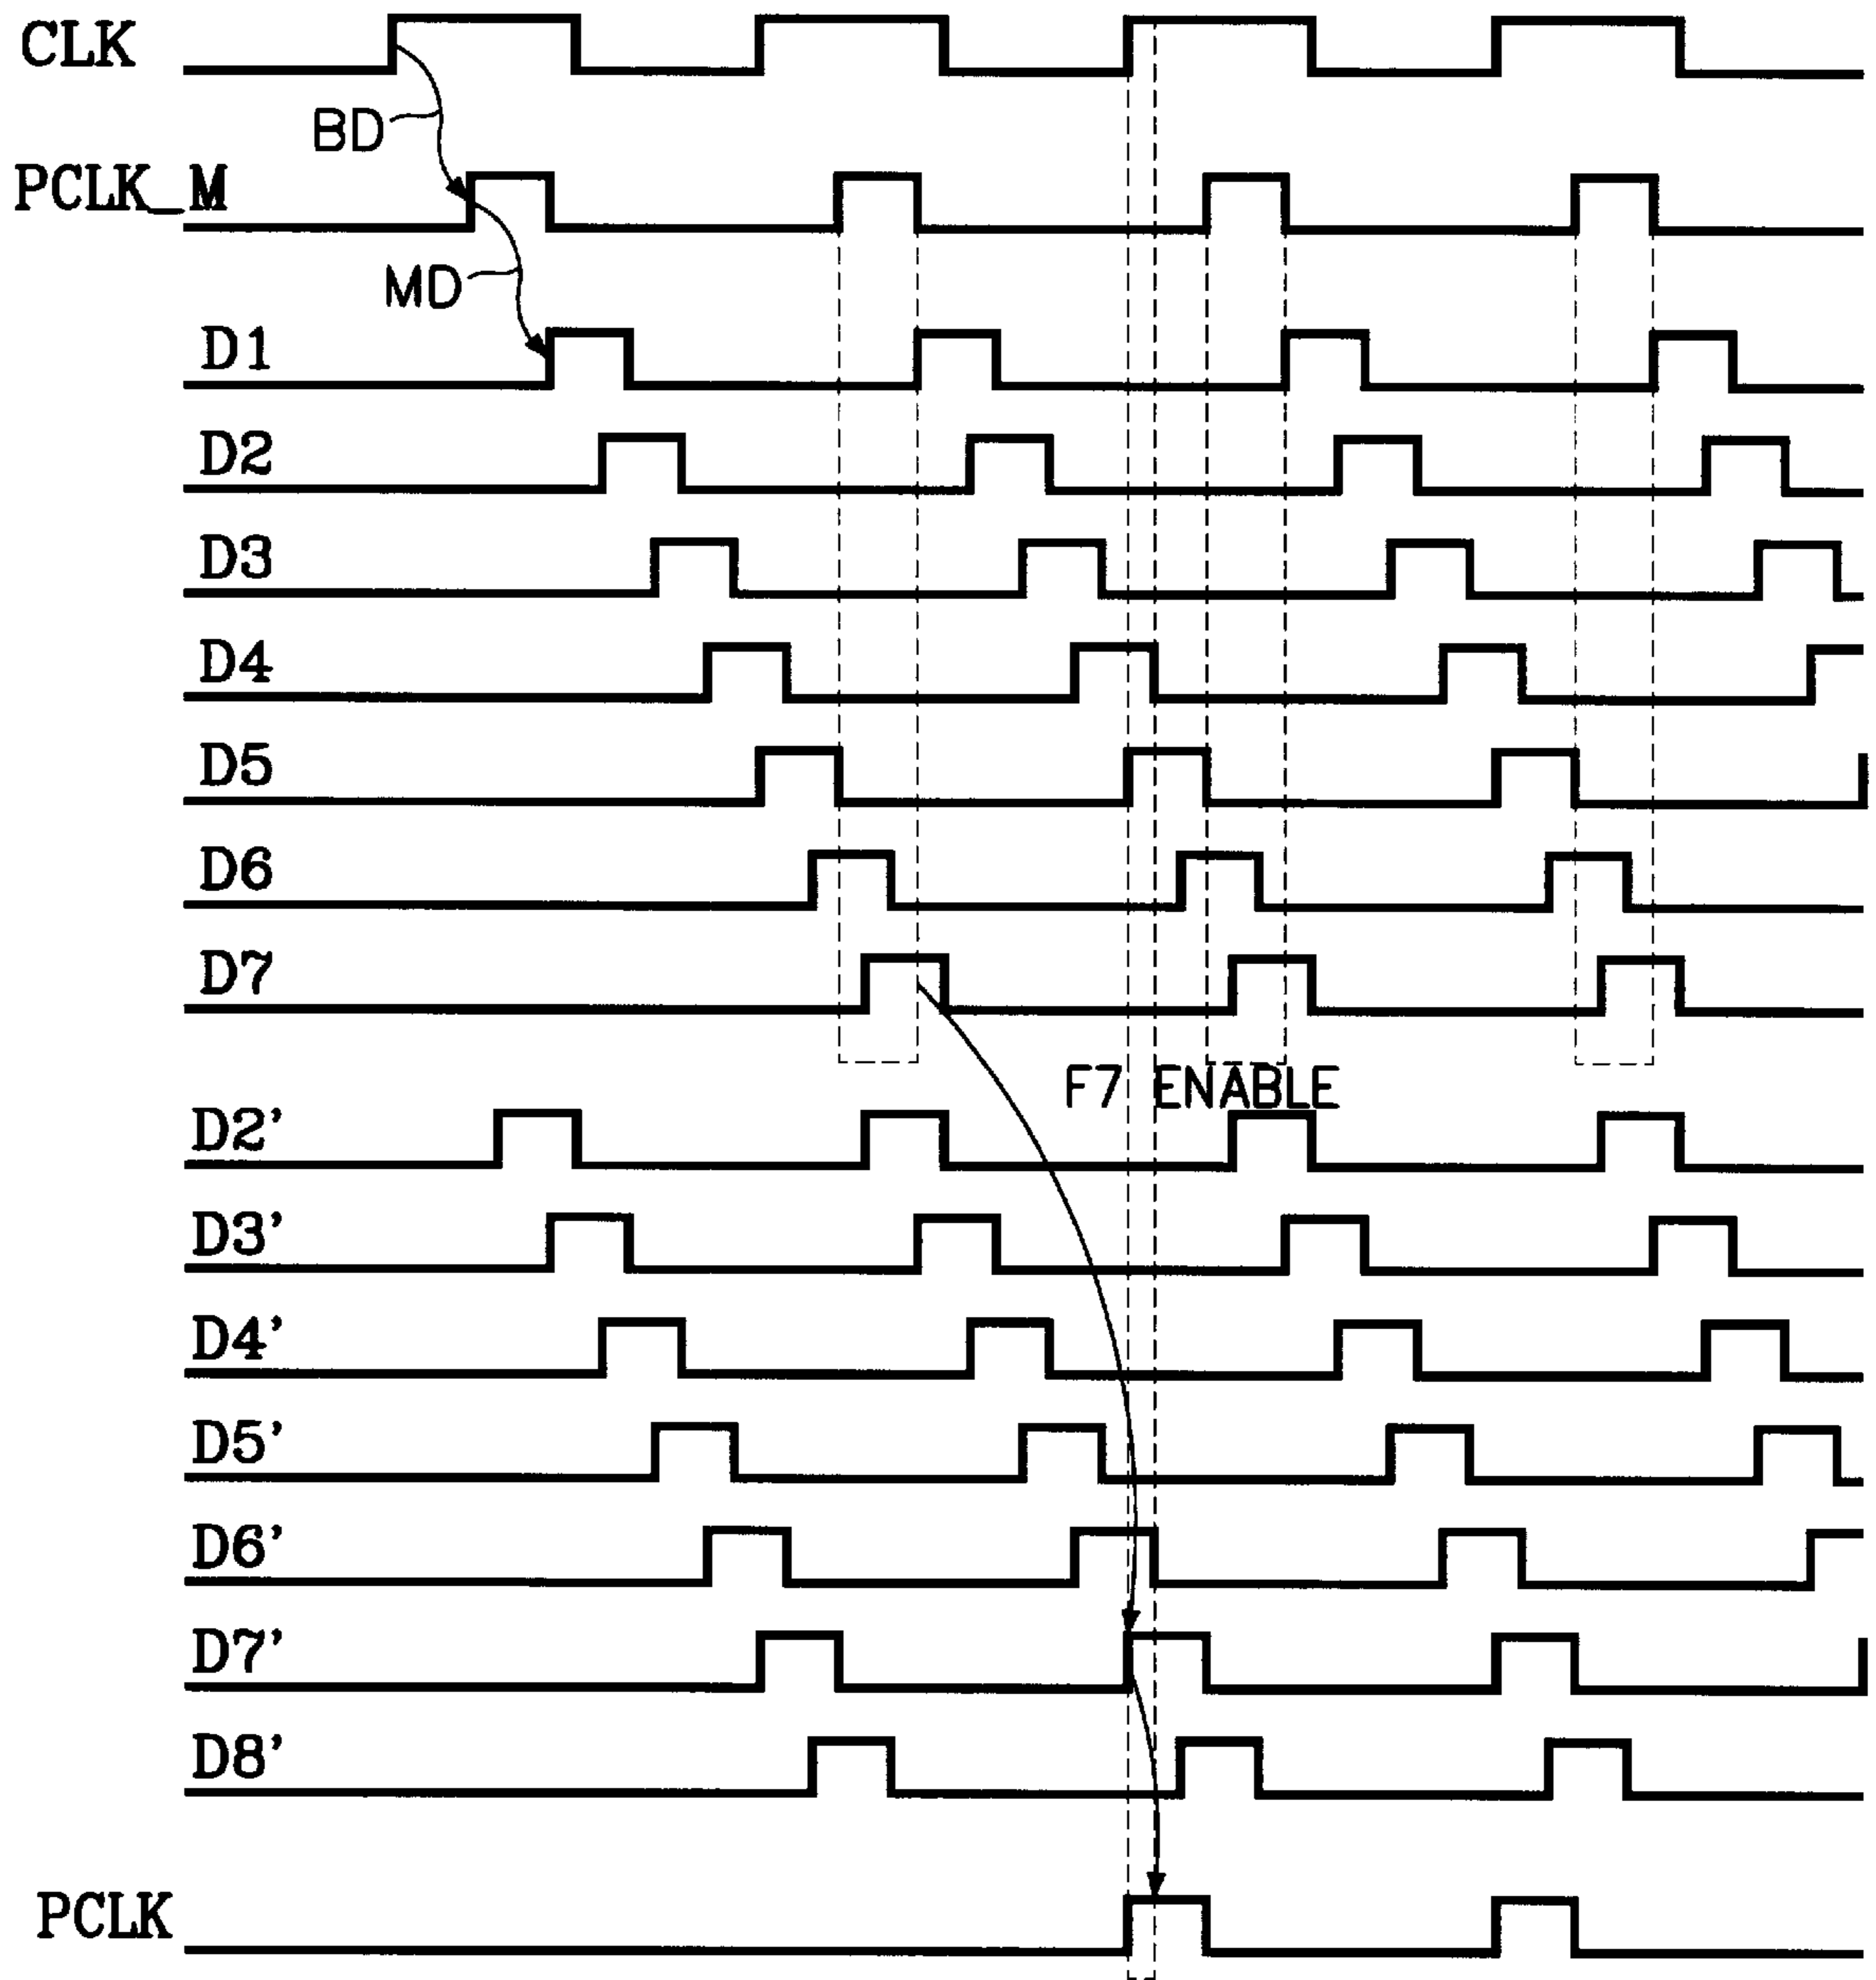 CLK
BD
PCLK_M
MD
D1
D2
D3
D4
D5
D6
D7
F7 ENABLE
D2'
D3'
D4'
D5'
D6'
D7'
D8'
PCLK